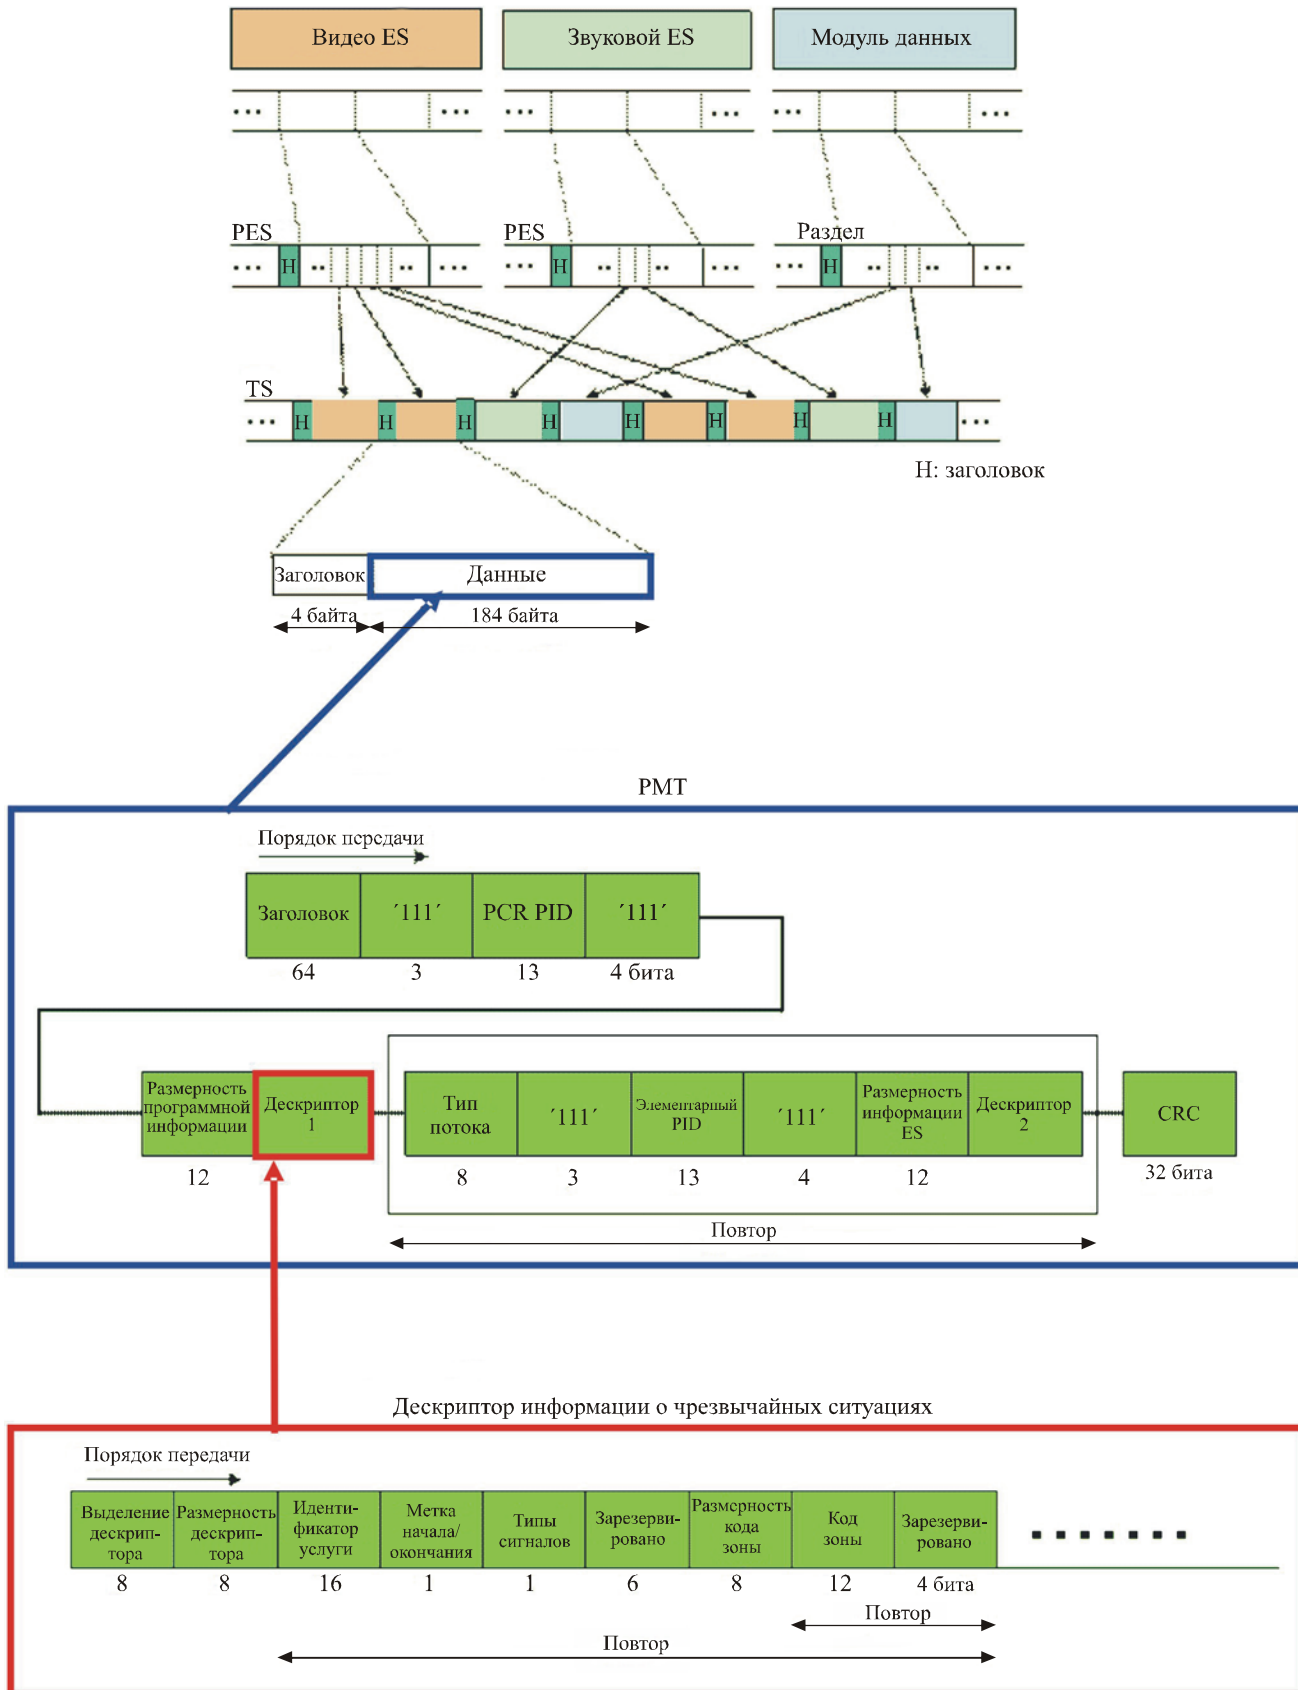 Видео ES
Звуковой ES
Модуль данных
PES
PES
Раздел
H
H
H
TS
H
H
H
H
H
H
H
H
H: заголовок
Заголовок
Данные
4 байта
184 байта
PMT
Порядок передачи
Заголовок
´111´
PCR PID
´111´
64
3
13
4 бита
Размерность
программной
информации
Дескриптор
1
Тип
потока
´111´
Элементарный
PID
´111´
Размерность
информации
ES
Дескриптор
2
CRC
12
8
3
13
4
12
32 бита
Повтор
Дескриптор информации о чрезвычайных ситуациях
Порядок передачи
Выделение
дескрип-
тора
Размерность
дескрип-
тора
Иденти-
фикатор
услуги
Метка
начала/
окончания
Типы
сигналов
Зарезерви-
ровано
Размерность
кода
зоны
Код
зоны
Зарезерви-
ровано
8
8
16
1
1
6
8
12
4 бита
Повтор
Повтор